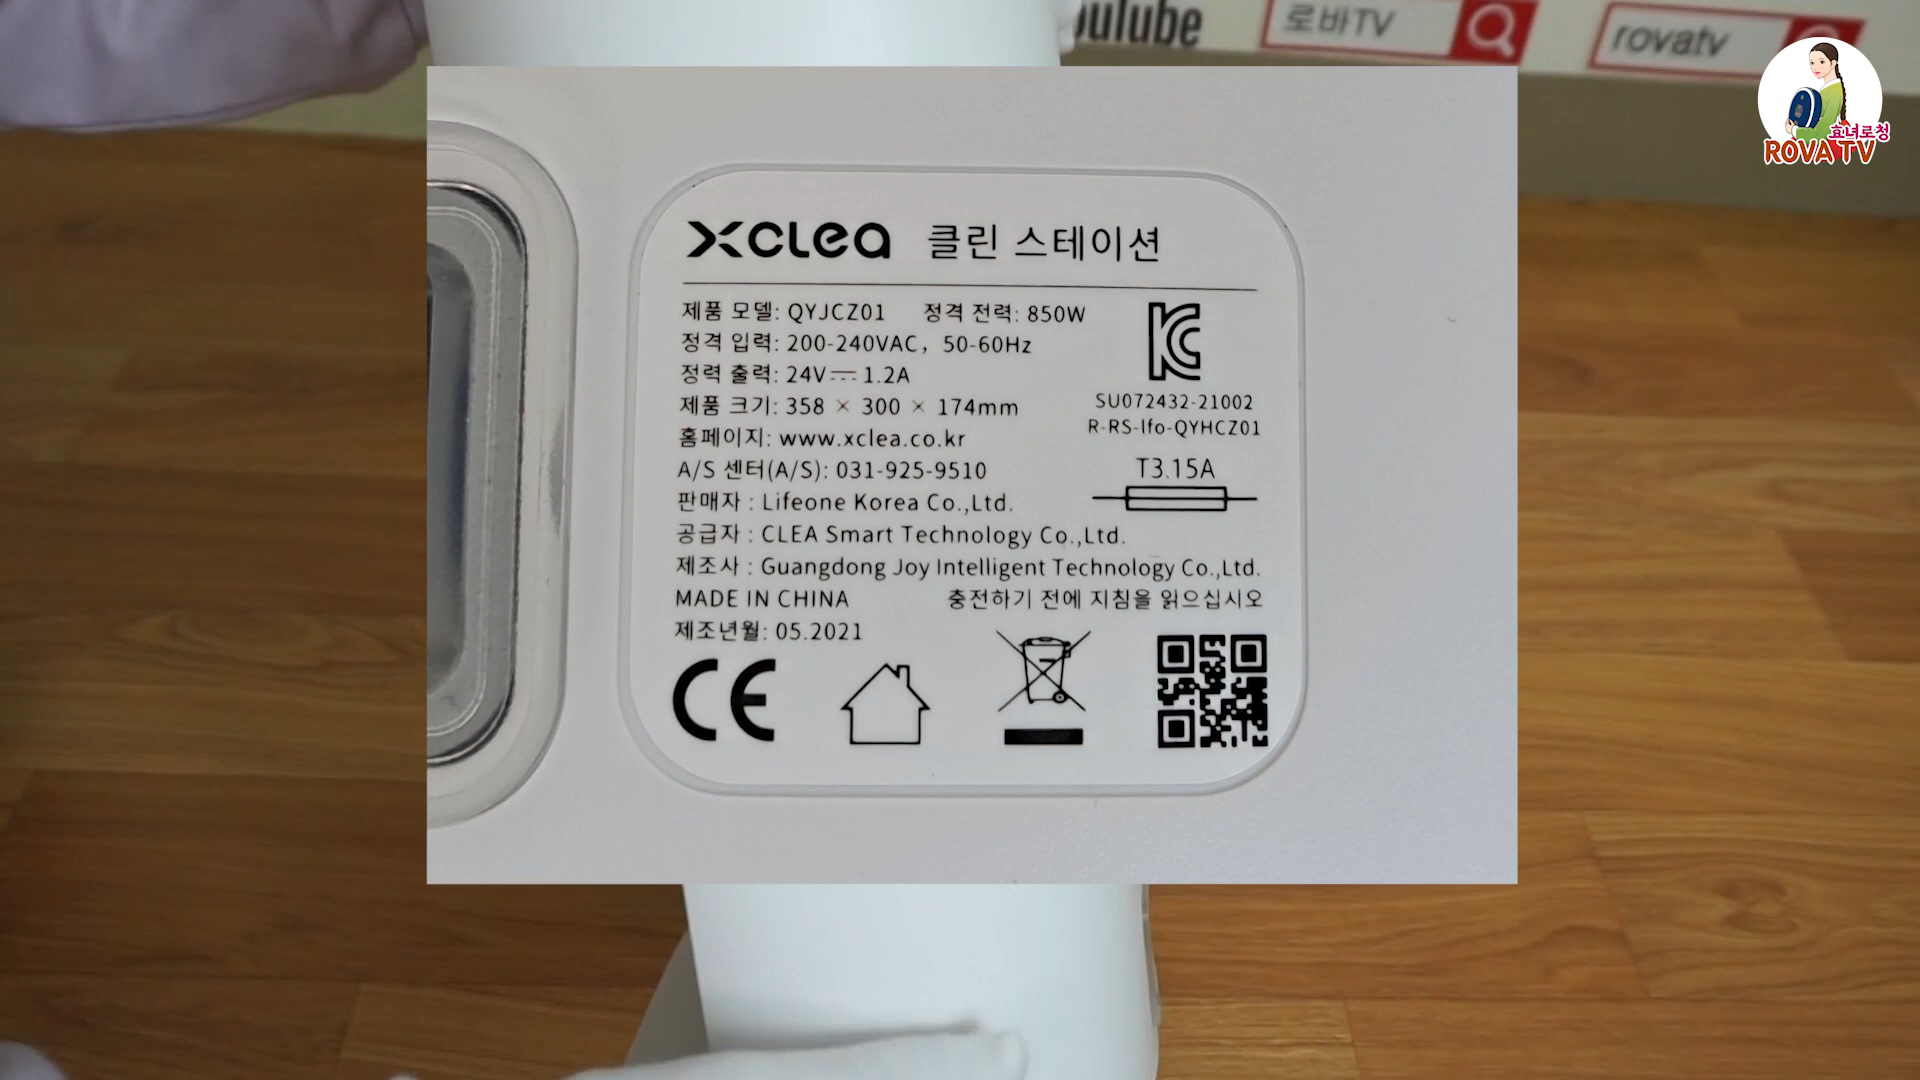 YouTube
로바TV
rovatv
효녀로청
ROVA TV
XCLEA 클린 스테이션
제품 모델: QYJCZ01 정격 전력: 850W
정격 입력: 200-240VAC, 50-60Hz
정력 출력: 24V⎓1.2A
제품 크기: 358 × 300 × 174mm
SU072432-21002
R-RS-lfo-QYHCZ01
홈페이지: www.xclea.co.kr
A/S 센터(A/S): 031-925-9510
T3.15A
판매자 : Lifeone Korea Co.,Ltd.
공급자 : CLEA Smart Technology Co.,Ltd.
제조사 : Guangdong Joy Intelligent Technology Co.,Ltd.
MADE IN CHINA 충전하기 전에 지침을 읽으십시오
제조년월: 05.2021
CE